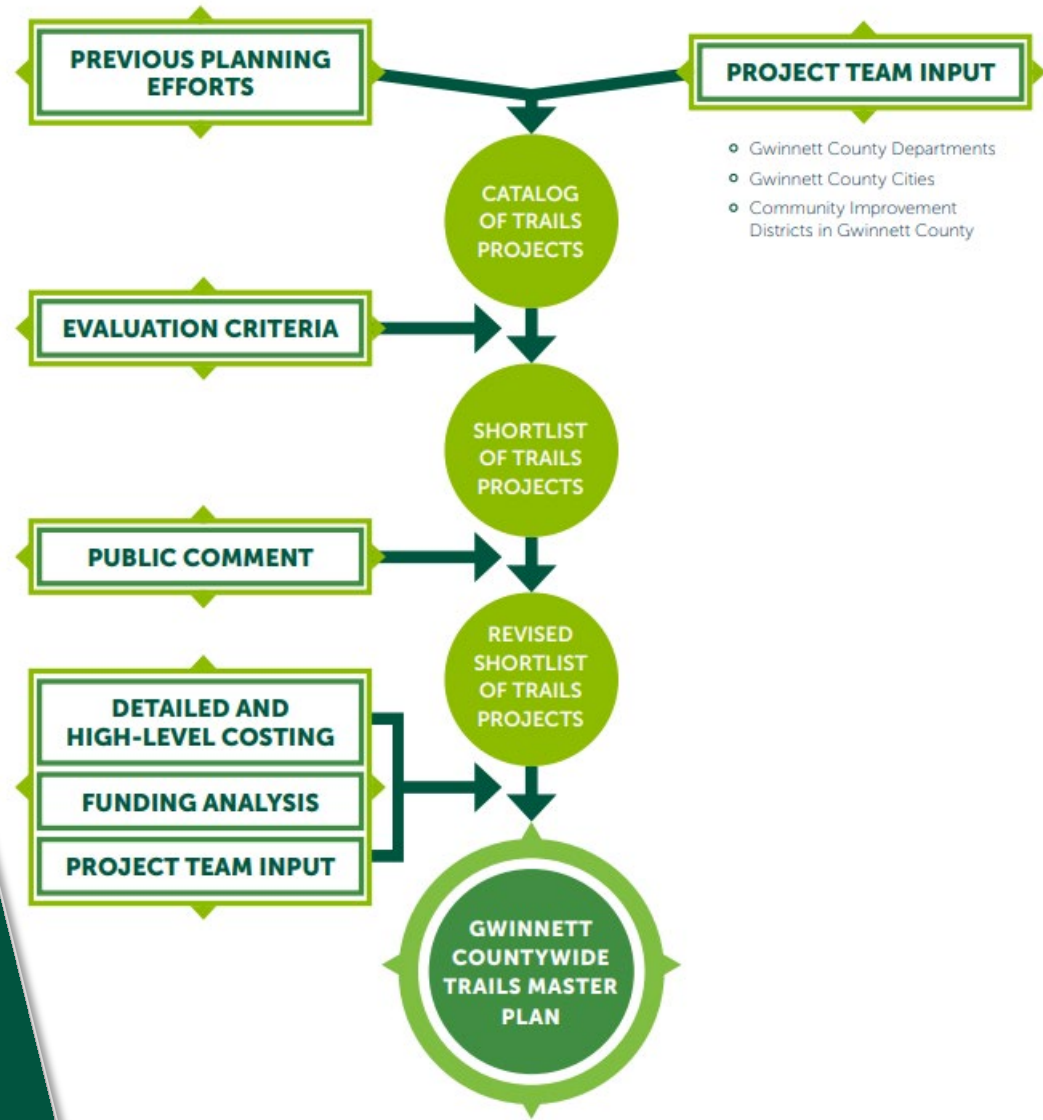 PREVIOUS PLANNING
EFFORTS
PROJECT TEAM INPUT
Gwinnett County Departments
Gwinnett County Cities
Community Improvement
Districts in Gwinnett County
CATALOG
OF TRAILS
PROJECTS
EVALUATION CRITERIA
SHORTLIST
OF TRAILS
PROJECTS
PUBLIC COMMENT
REVISED
SHORTLIST
OF TRAILS
PROJECTS
DETAILED AND
HIGH-LEVEL COSTING
FUNDING ANALYSIS
PROJECT TEAM INPUT
GWINNETT
COUNTYWIDE
TRAILS MASTER
PLAN